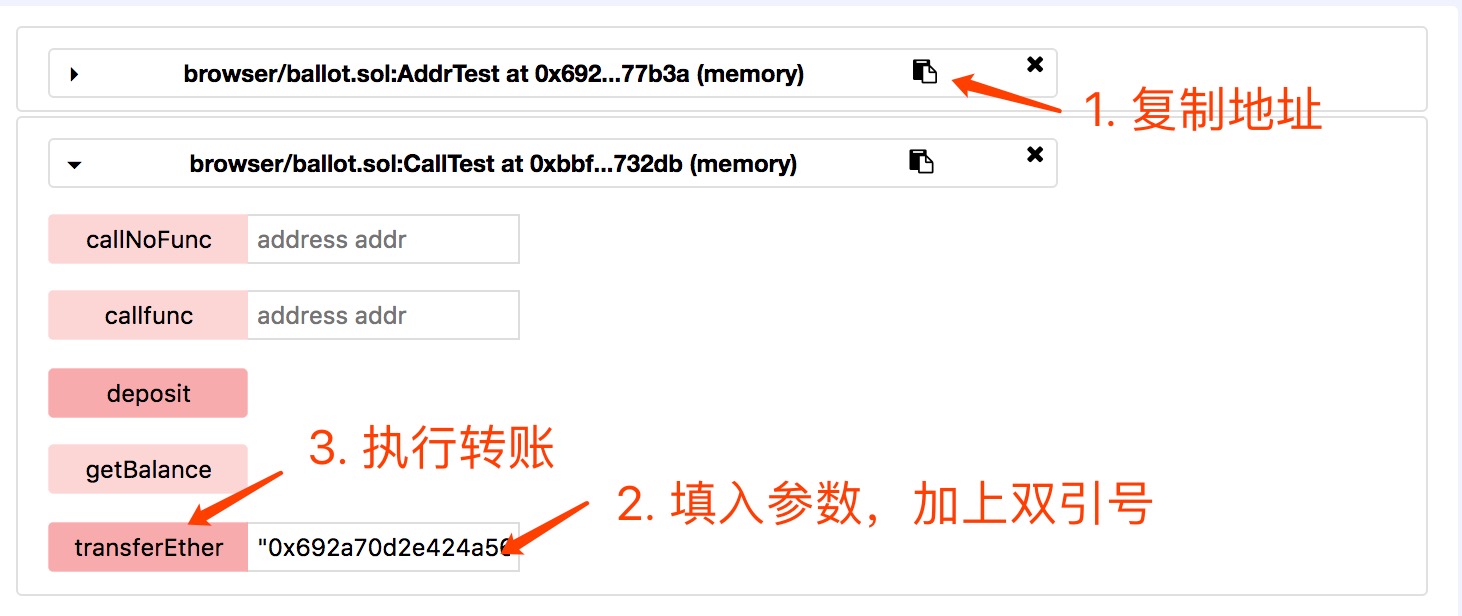 browser/ballot.sol:AddrTest at 0x692...77b3a (memory)
1. 复制地址
browser/ballot.sol:CallTest at 0xbbf...732db (memory)
callNoFunc address addr
callfunc address addr
deposit
3. 执行转账
getBalance
2. 填入参数，加上双引号
transferEther "0x692a70d2e424a56